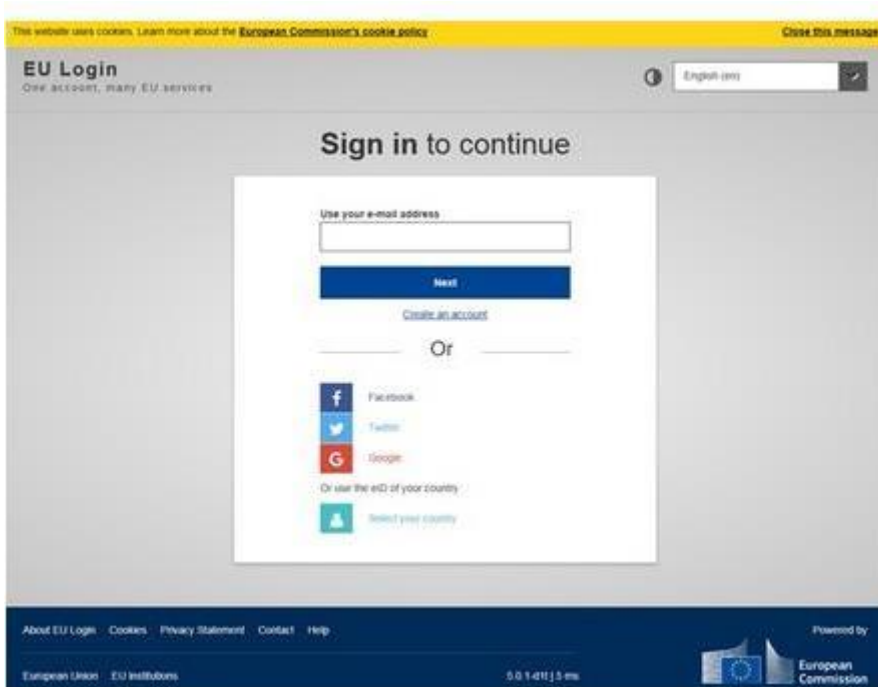 This website uses cookies. Learn more about the European Commission's cookie policy
Close this message
EU Login
One account, many EU services
English (en)
Sign in to continue
Use your e-mail address
Next
Create an account
Or
Facebook
Twitter
Google
Or use the eID of your country
Select your country
About EU Login Cookies Privacy Statement Contact Help
Powered by
European Union EU institutions
European
Commission